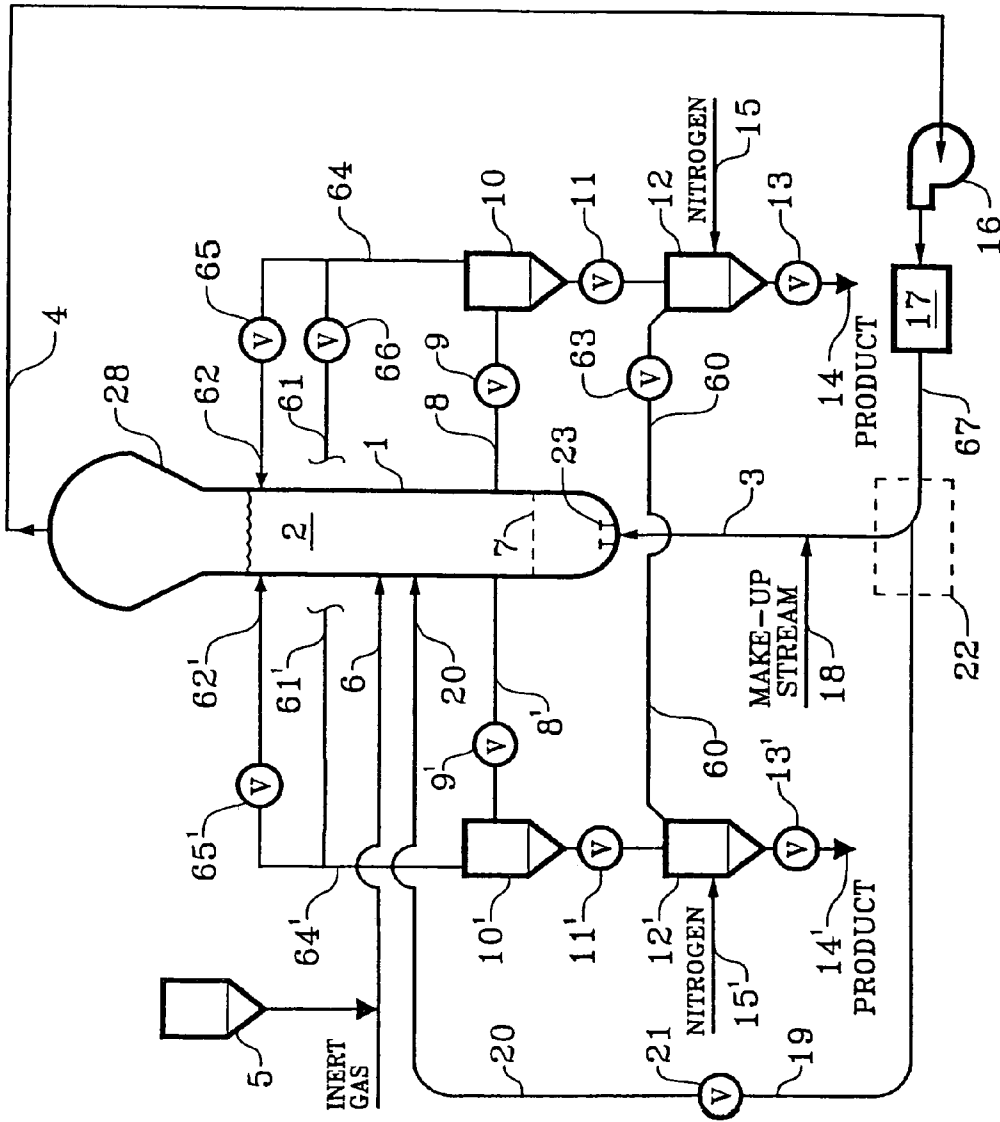 4
28
65
64
62
61
66
10
1
9
8
11
NITROGEN
15
12
13
2
7
23
63
60
14
PRODUCT
16
17
67
3
62'
61'
6
20
8'
9'
65'
64'
10'
11'
60
MAKE-UP
STREAM
18
22
12'
13'
NITROGEN
15'
14'
PRODUCT
5
INERT
GAS
20
21
19
V
V
V
V
V
V
V
V
V
V
V